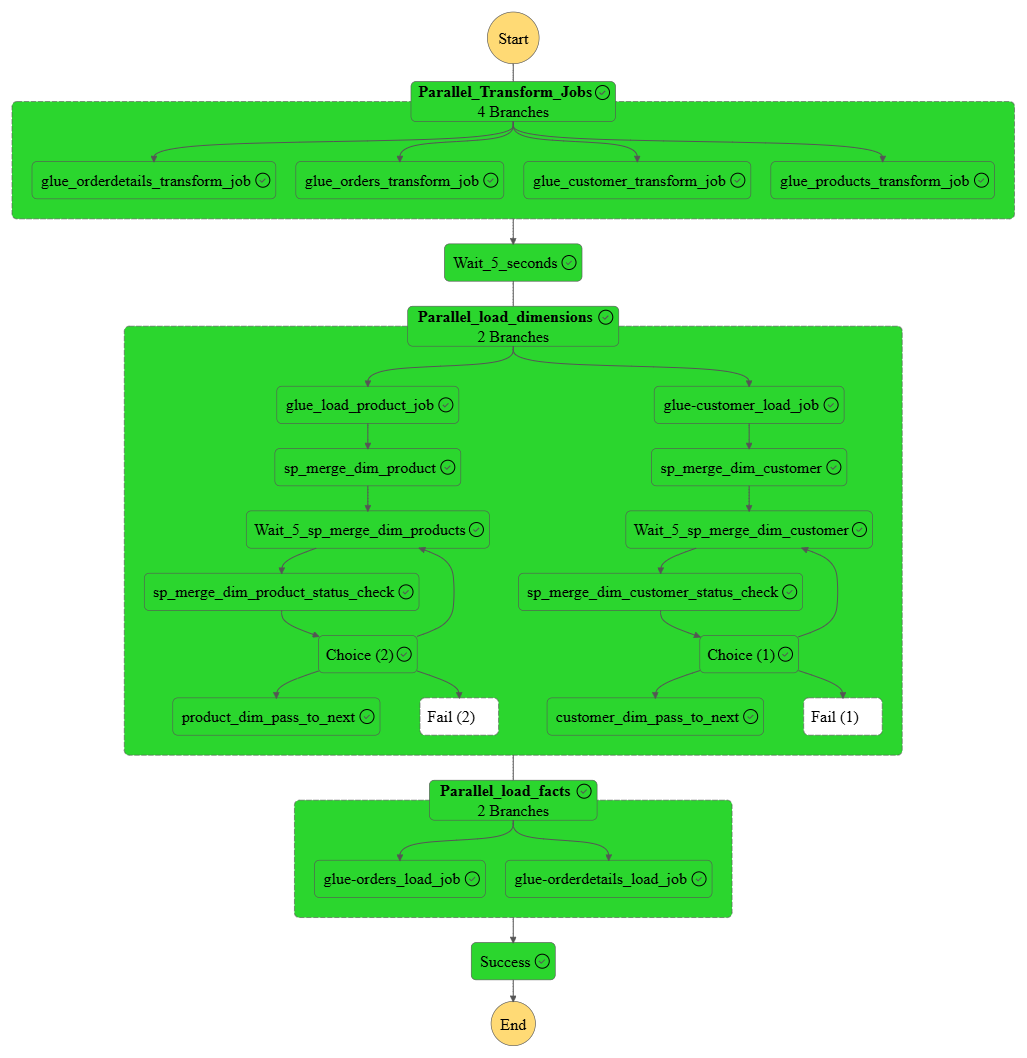 Start
Parallel_Transform_Jobs
4 Branches
glue_orderdetails_transform_job
glue_orders_transform_job
glue_customer_transform_job
glue_products_transform_job
Wait_5_seconds
Parallel_load_dimensions
2 Branches
glue_load_product_job
glue-customer_load_job
sp_merge_dim_product
sp_merge_dim_customer
Wait_5_sp_merge_dim_products
Wait_5_sp_merge_dim_customer
sp_merge_dim_product_status_check
sp_merge_dim_customer_status_check
Choice (2)
Choice (1)
product_dim_pass_to_next
Fail (2)
customer_dim_pass_to_next
Fail (1)
Parallel_load_facts
2 Branches
glue-orders_load_job
glue-orderdetails_load_job
Success
End